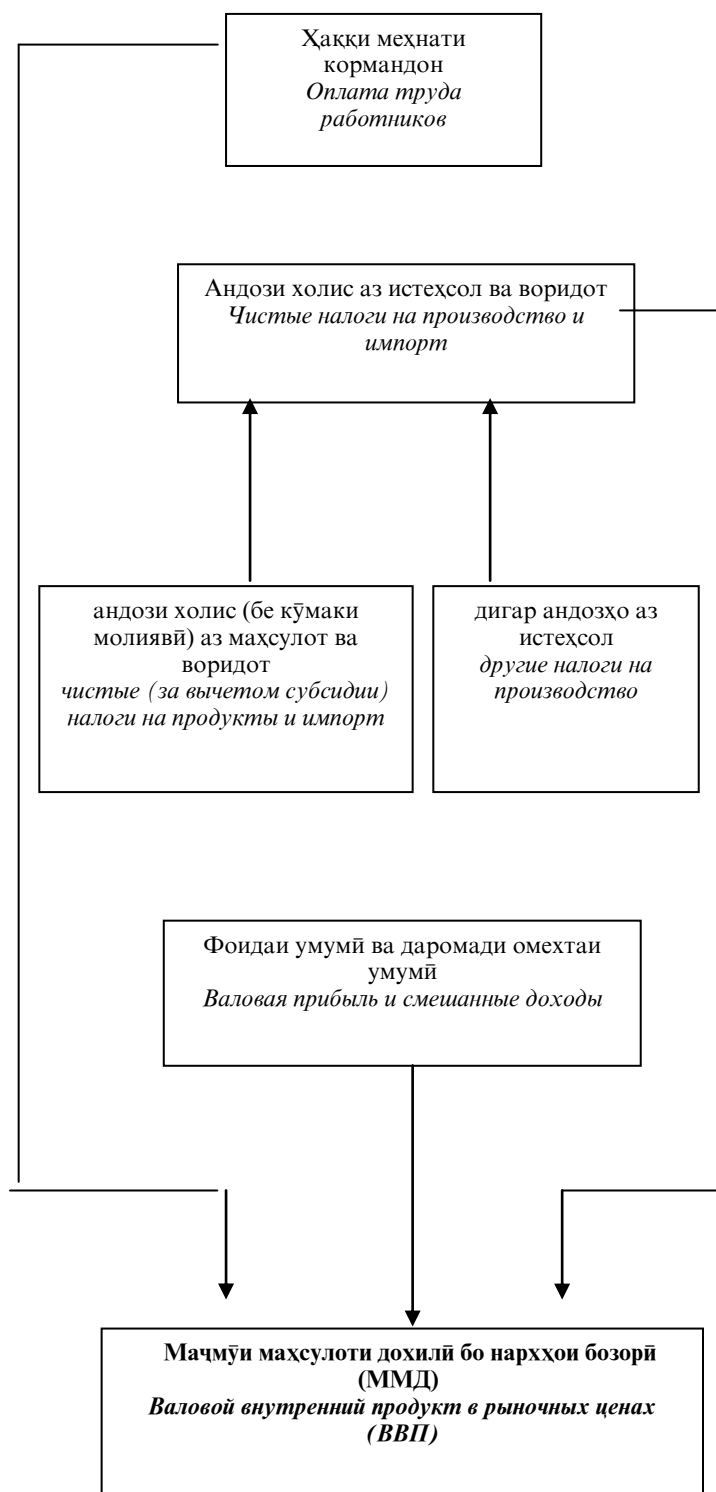 Ҳаққи меҳнати
кормандон
Оплата труда
работников
Андози холис аз истеҳсол ва воридот
Чистые налоги на производство и
импорт
андози холис (бе кӯмаки
молиявӣ) аз маҳсулот ва
воридот
чистые (за вычетом субсидии)
налоги на продукты и импорт
дигар андозҳо аз
истеҳсол
другие налоги на
производство
Фоидаи умумӣ ва даромади омехтаи
умумӣ
Валовая прибыль и смешанные доходы
Маҷмӯи маҳсулоти дохилӣ бо нархҳои бозорӣ
(ММД)
Валовой внутренний продукт в рыночных ценах
(ВВП)